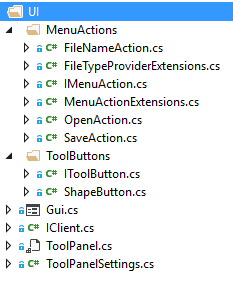 UI
MenuActions
C# FileNameAction.cs
C# FileTypeProviderExtensions.cs
C# IMenuAction.cs
C# MenuActionExtensions.cs
C# OpenAction.cs
C# SaveAction.cs
ToolButtons
C# IToolButton.cs
C# ShapeButton.cs
Gui.cs
C# IClient.cs
ToolPanel.cs
C# ToolPanelSettings.cs